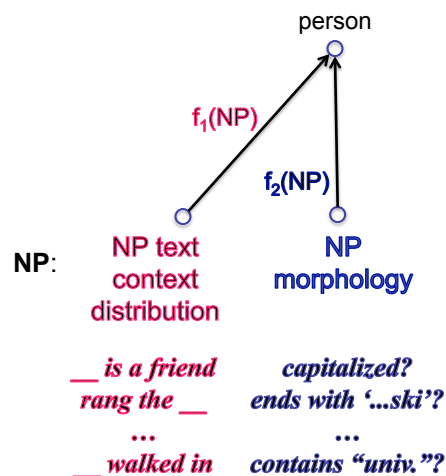 person
f₁(NP)
f₂(NP)
NP:
NP text
context
distribution
NP
morphology
__ is a friend
rang the __
...
__ walked in
capitalized?
ends with ‘...ski’?
...
contains “univ.”?